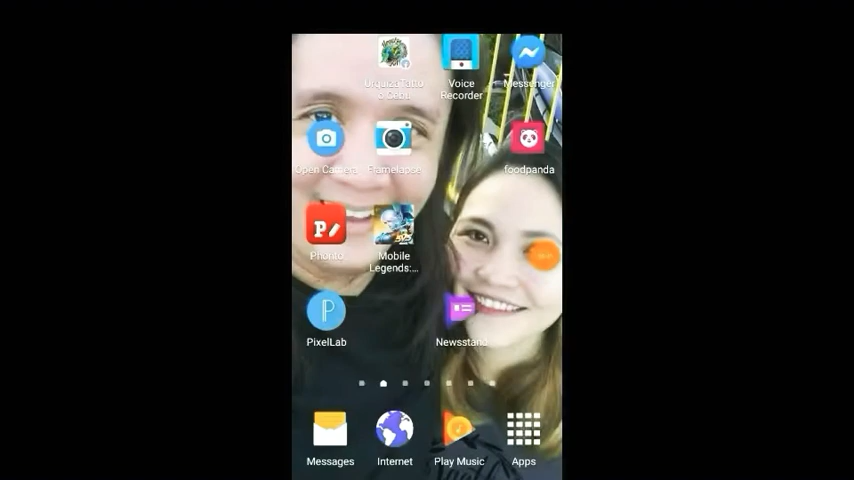 Urquiza Tatto
o Cebu
Voice
Recorder
Messenger
Open Camera
Framelapse
foodpanda
Phonto
Mobile
Legends:...
PixelLab
Newsstand
Messages
Internet
Play Music
Apps